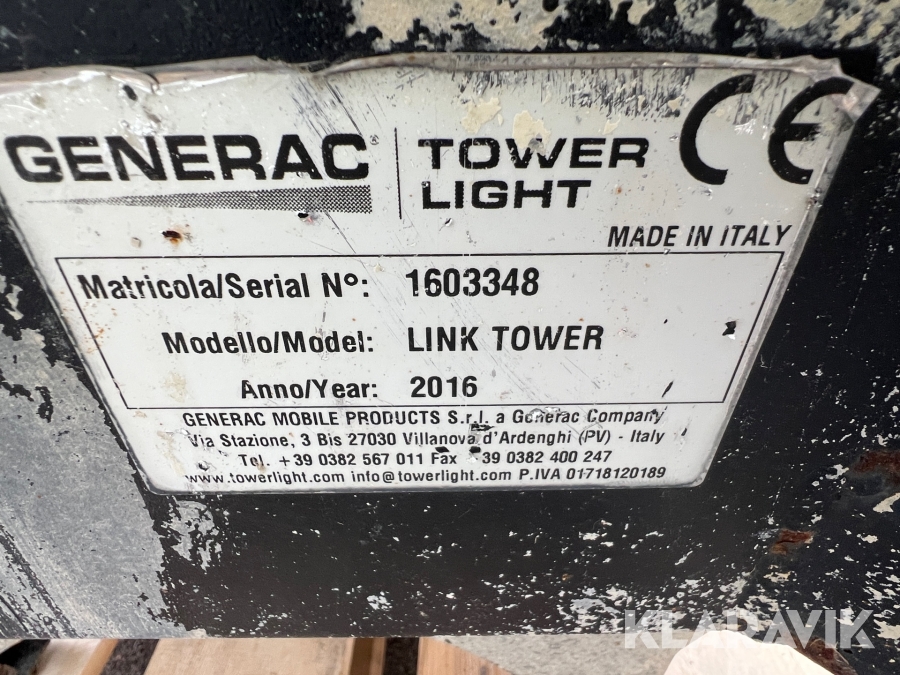 GENERAC® | TOWER LIGHT CE
MADE IN ITALY
Matricola/Serial Nº: 1603348
Modello/Model: LINK TOWER
Anno/Year: 2016
GENERAC MOBILE PRODUCTS S.r.l. a Generac Company
Via Stazione, 3 Bis 27030 Villanova d'Ardenghi (PV) - Italy
Tel. +39 0382 567 011 Fax +39 0382 400 247
www.towerlight.com info@towerlight.com P.IVA 01718120189
KLARAVIK